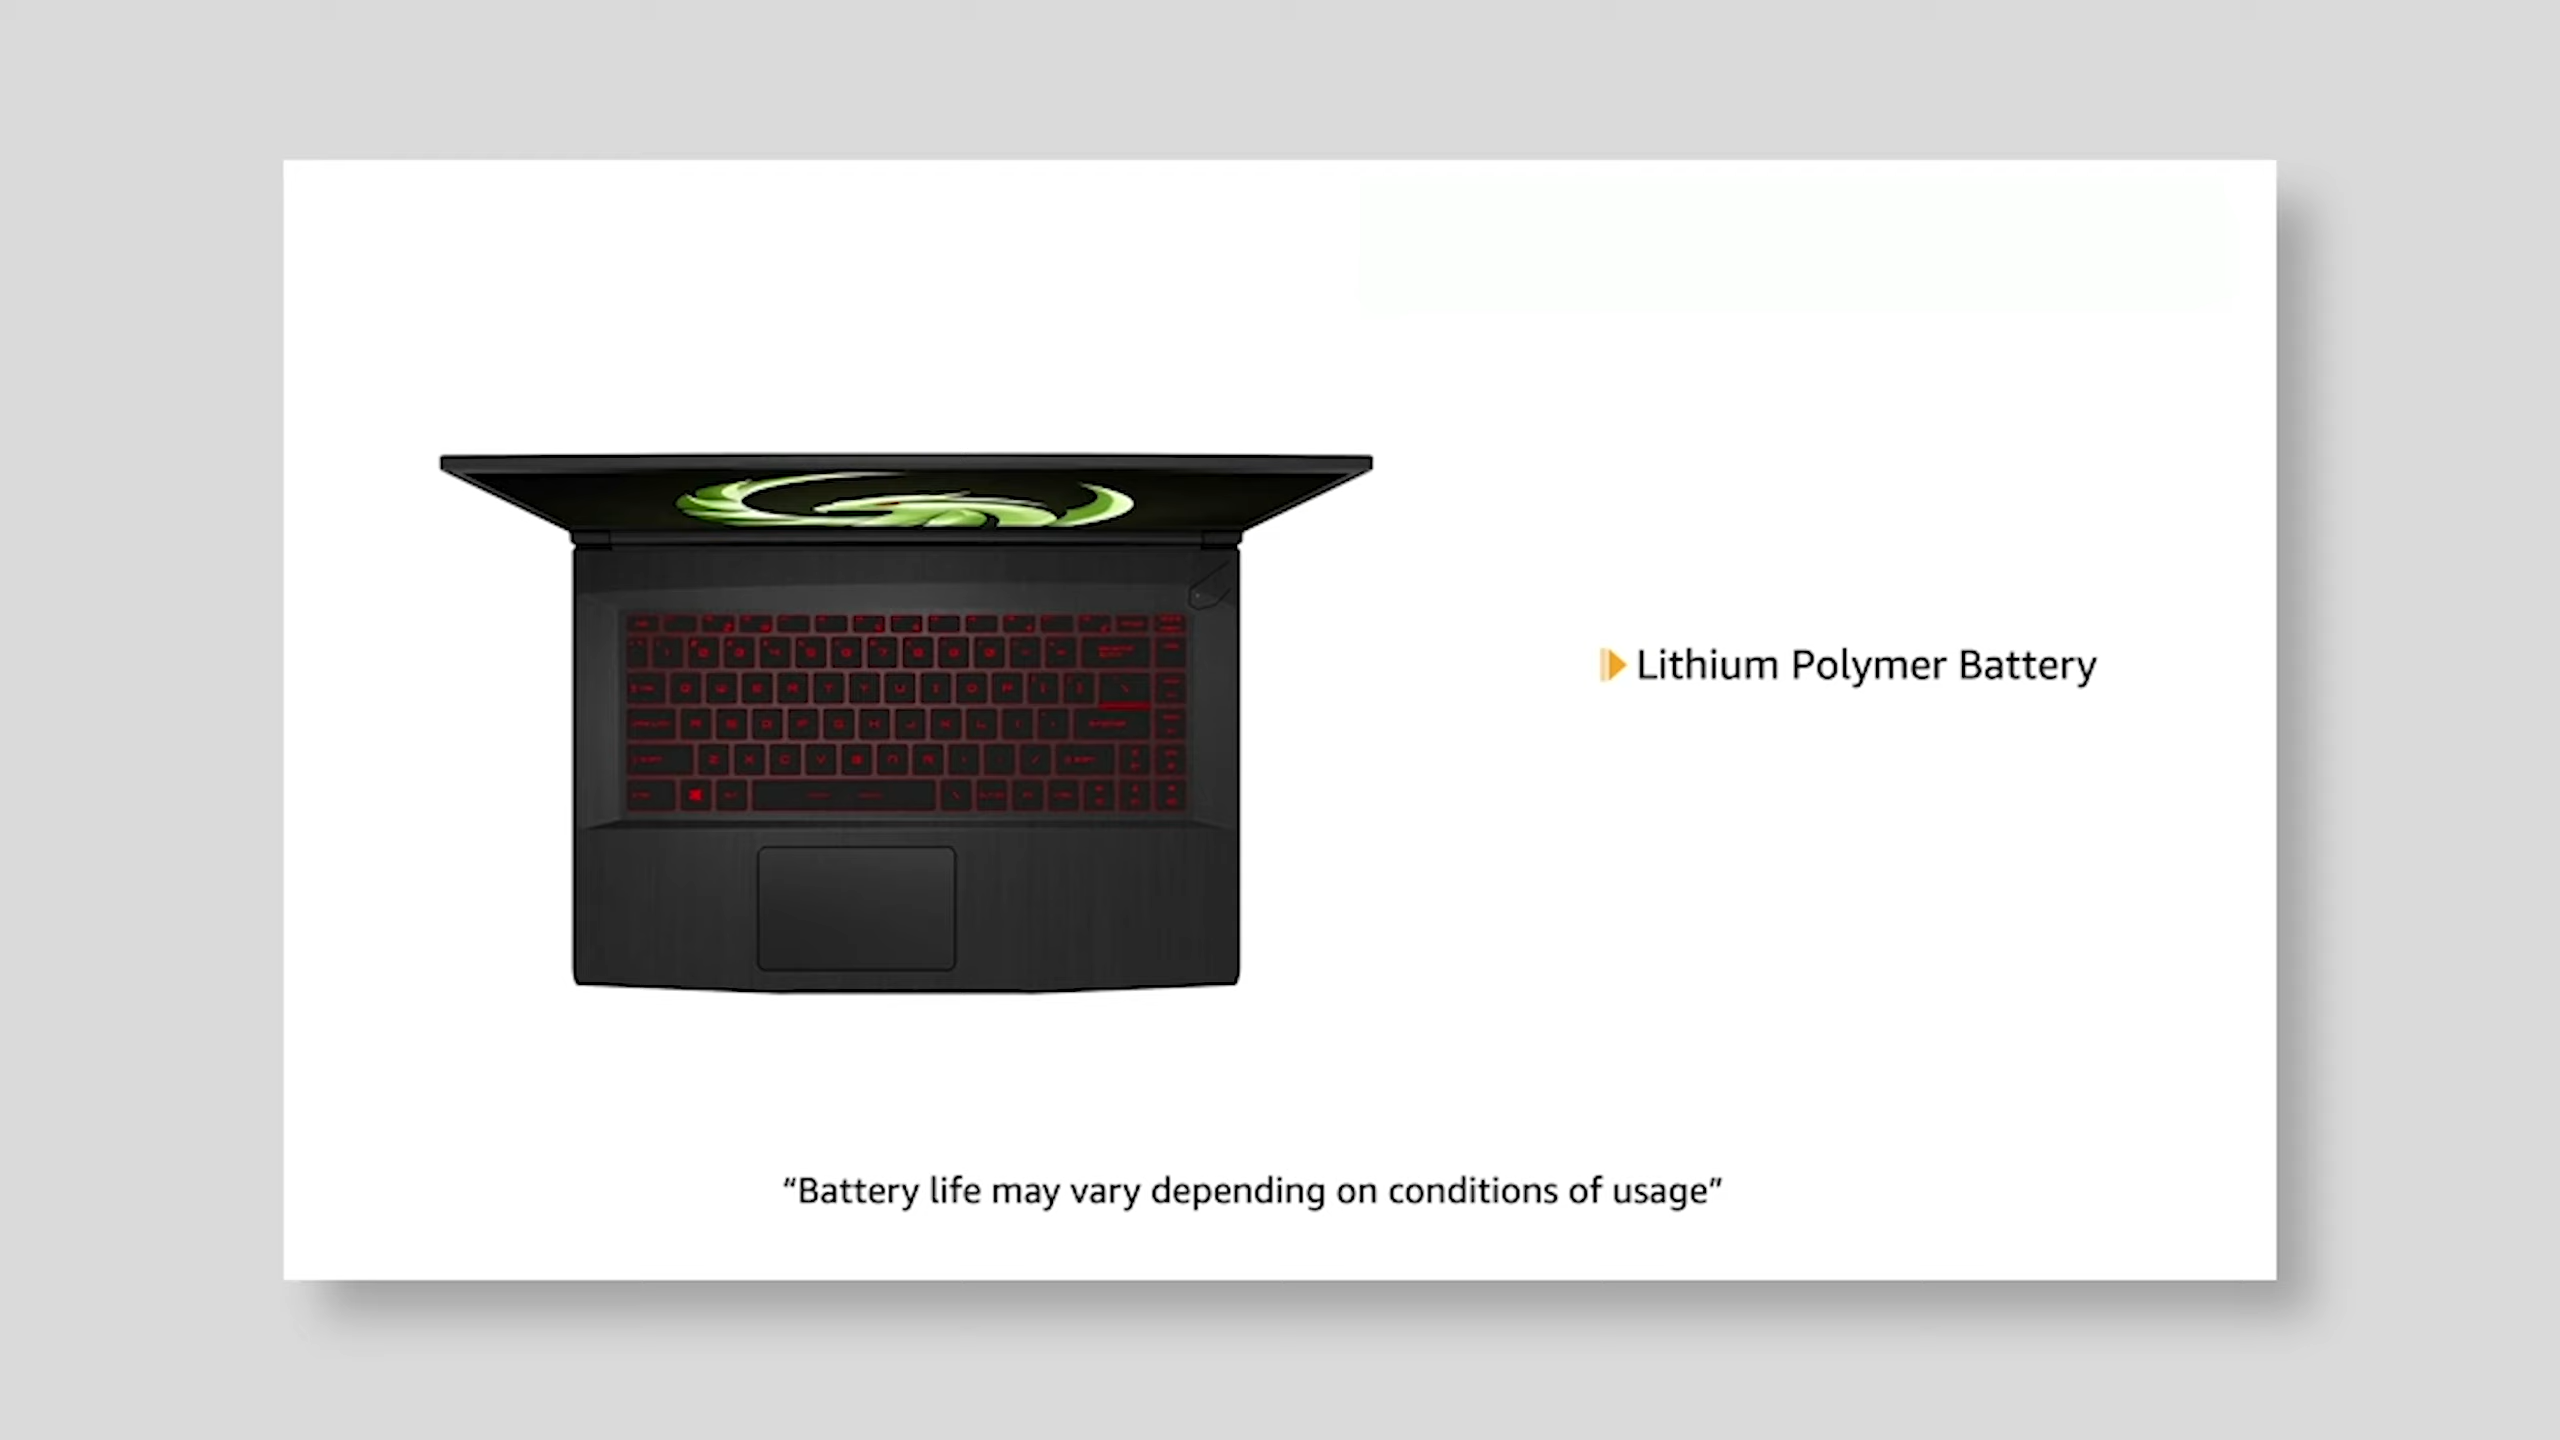 Lithium Polymer Battery
“Battery life may vary depending on conditions of usage”